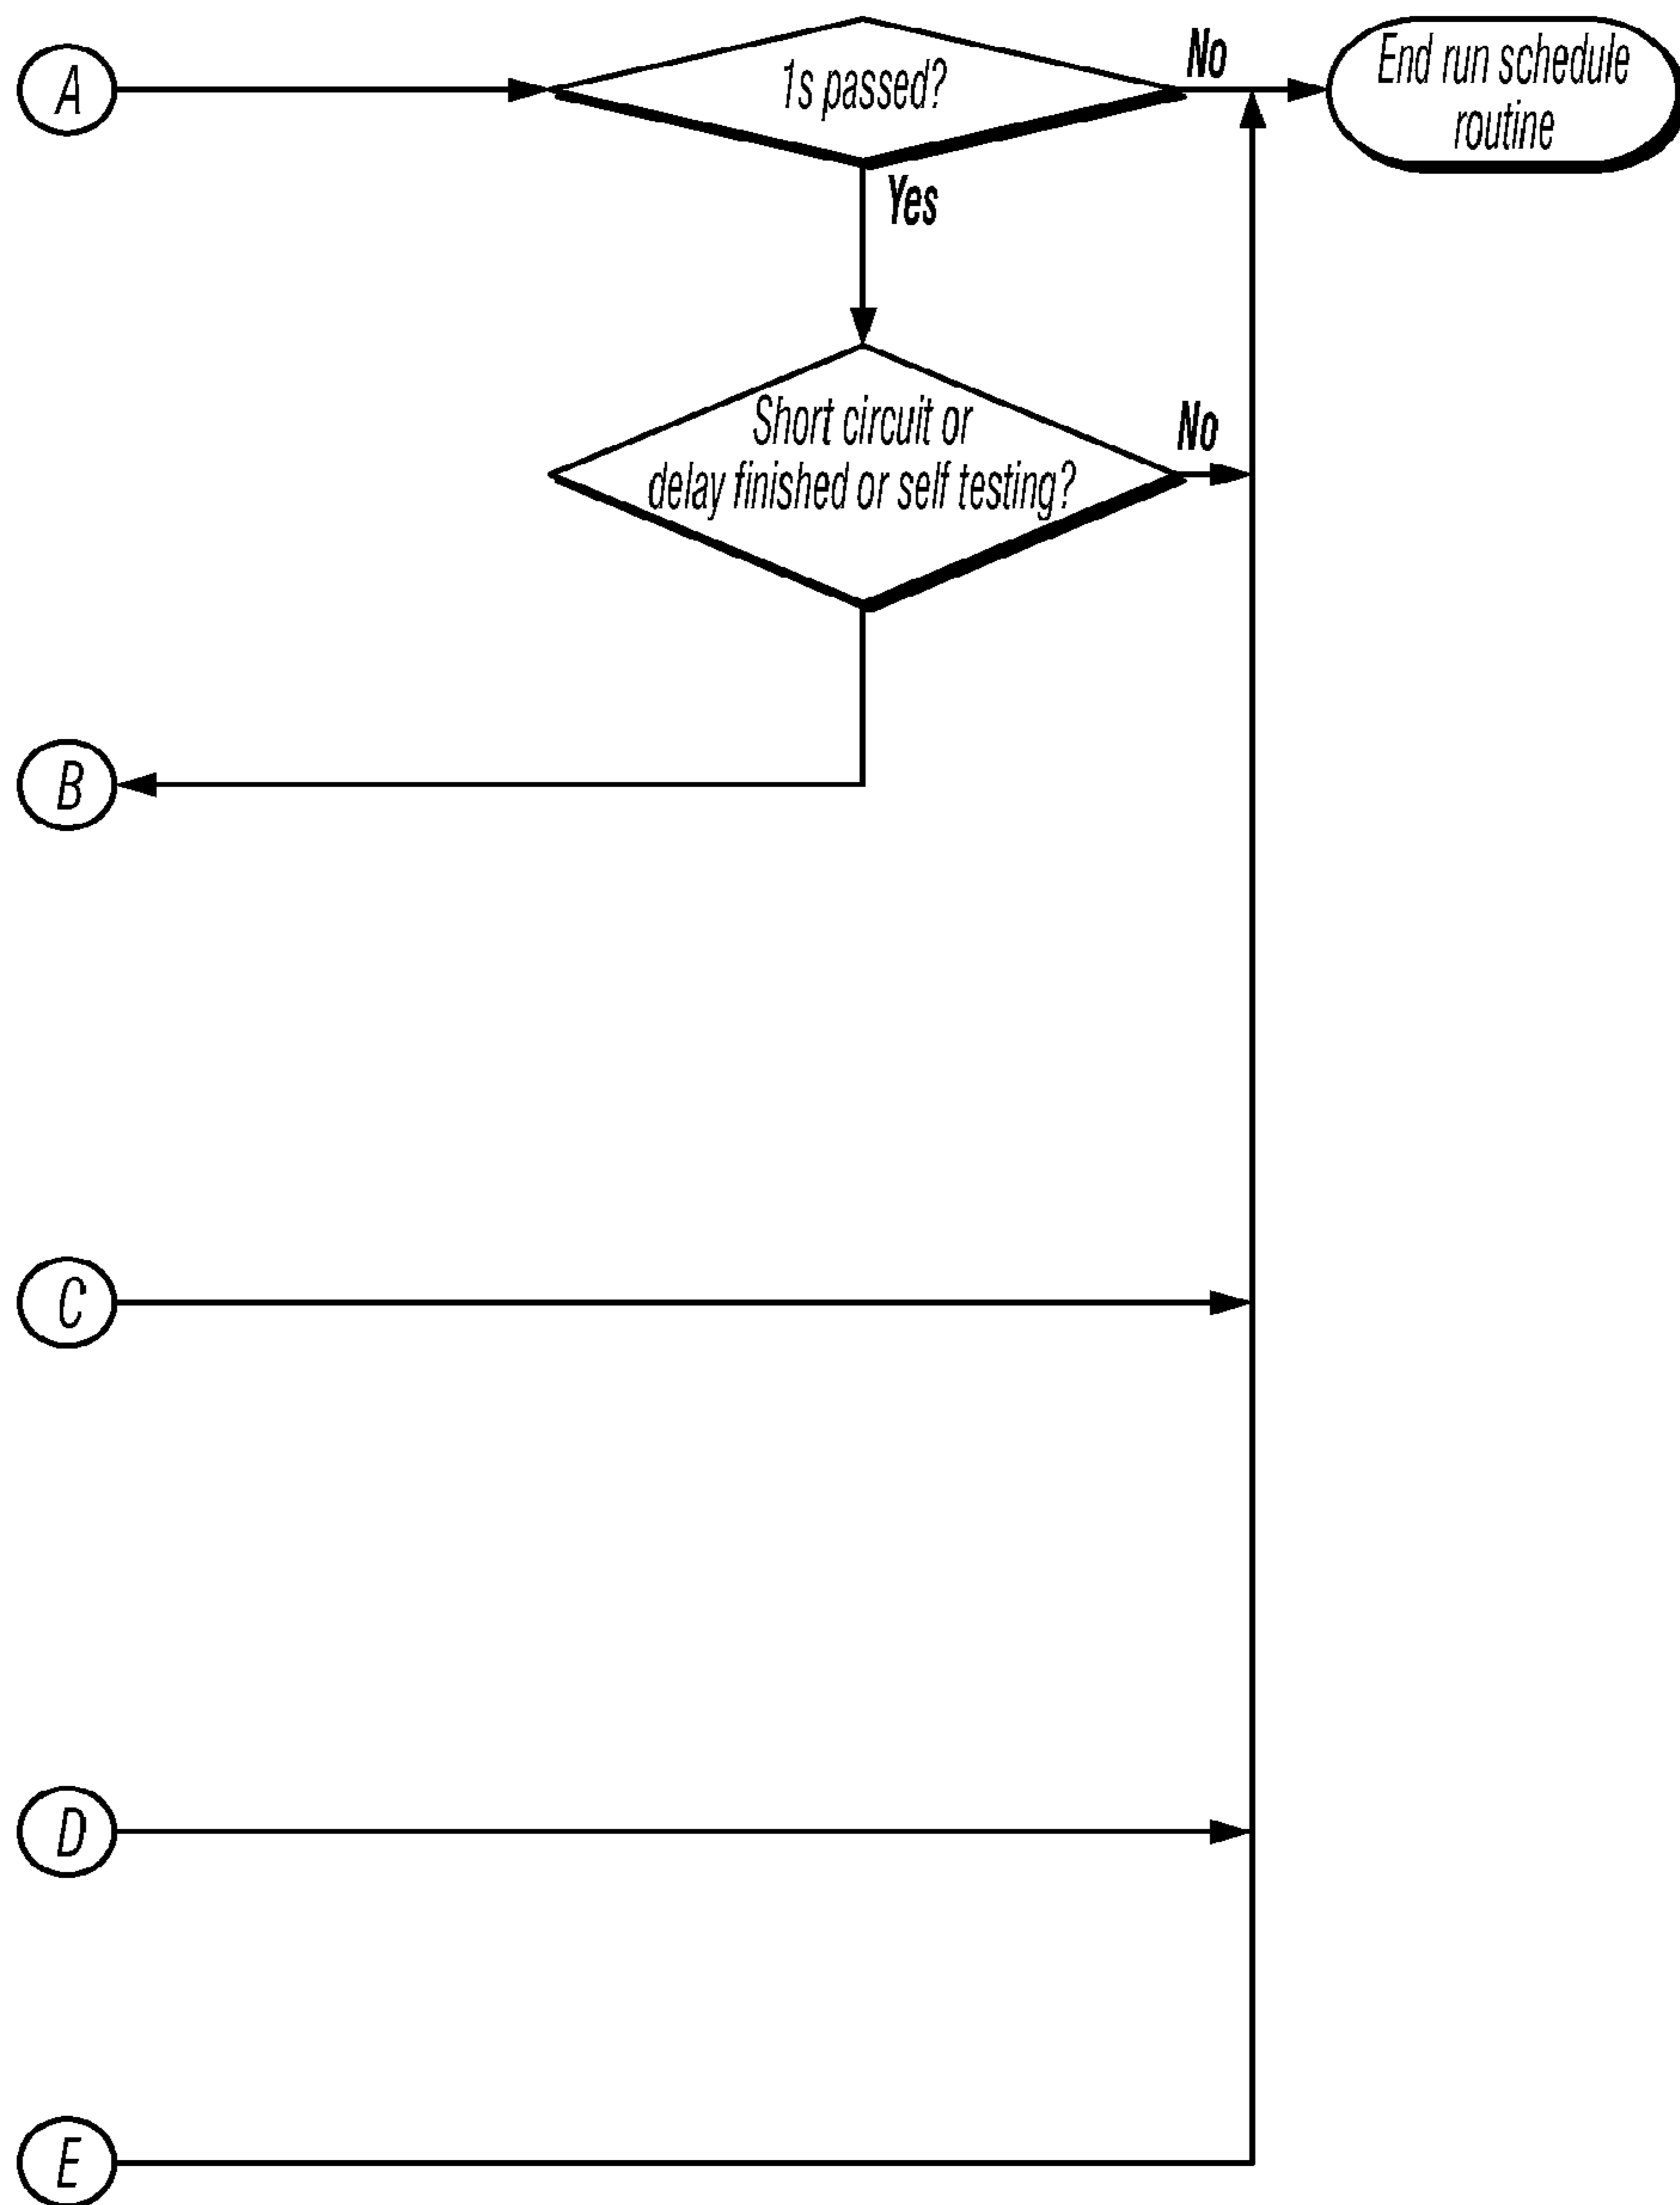 A
1s passed?
No
End run schedule
routine
Yes
Short circuit or
delay finished or self testing?
No
B
C
D
E